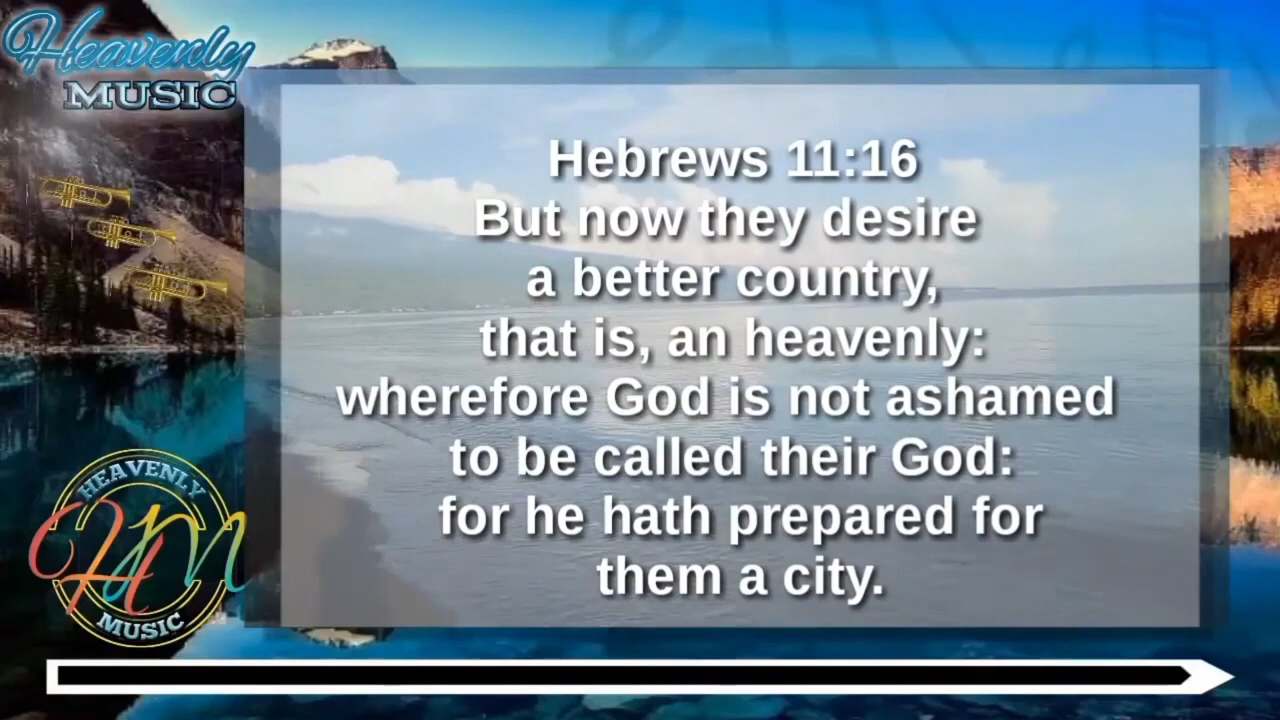 Heavenly
MUSIC
Hebrews 11:16
But now they desire
a better country,
that is, an heavenly:
wherefore God is not ashamed
to be called their God:
for he hath prepared for
them a city.
HEAVENLY
HM
MUSIC